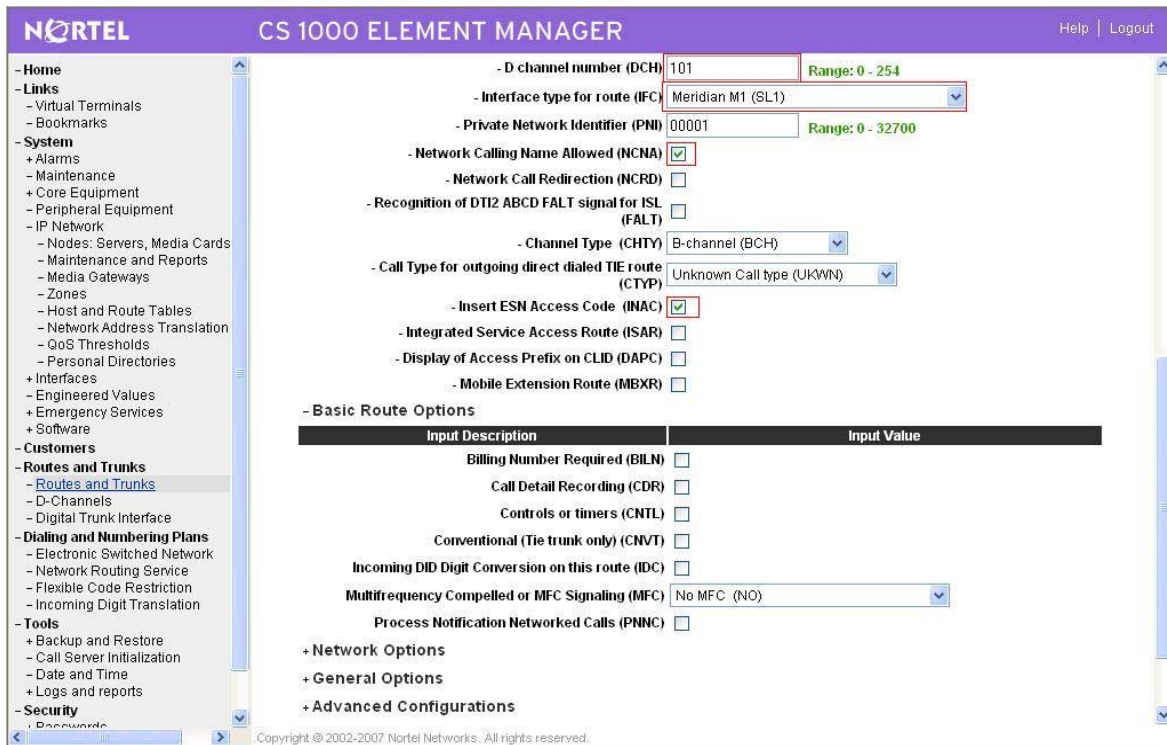 NORTEL
CS 1000 ELEMENT MANAGER
Help | Logout
- Home
- Links
- Virtual Terminals
- Bookmarks
- System
+ Alarms
- Maintenance
+ Core Equipment
- Peripheral Equipment
- IP Network
- Nodes: Servers, Media Cards
- Maintenance and Reports
- Media Gateways
- Zones
- Host and Route Tables
- Network Address Translation
- QoS Thresholds
- Personal Directories
+ Interfaces
- Engineered Values
+ Emergency Services
+ Software
- Customers
- Routes and Trunks
- Routes and Trunks
- D-Channels
- Digital Trunk Interface
- Dialing and Numbering Plans
- Electronic Switched Network
- Network Routing Service
- Flexible Code Restriction
- Incoming Digit Translation
- Tools
+ Backup and Restore
- Call Server Initialization
- Date and Time
+ Logs and reports
- Security
+ Passwords
- D channel number (DCH) 101 Range: 0 - 254
- Interface type for route (IFC) Meridian M1 (SL1)
- Private Network Identifier (PNI) 00001 Range: 0 - 32700
- Network Calling Name Allowed (NCNA)
- Network Call Redirection (NCRD)
- Recognition of DTI2 ABCD FALT signal for ISL
(FALT)
- Channel Type (CHTY) B-channel (BCH)
- Call Type for outgoing direct dialed TIE route
(CTYP) Unknown Call type (UKWN)
- Insert ESN Access Code (INAC)
- Integrated Service Access Route (ISAR)
- Display of Access Prefix on CLID (DAPC)
- Mobile Extension Route (MBXR)
- Basic Route Options
Input Description Input Value
Billing Number Required (BILN)
Call Detail Recording (CDR)
Controls or timers (CNTL)
Conventional (Tie trunk only) (CNVT)
Incoming DID Digit Conversion on this route (IDC)
Multifrequency Compelled or MFC Signaling (MFC) No MFC (NO)
Process Notification Networked Calls (PNNC)
+ Network Options
+ General Options
+ Advanced Configurations
Copyright © 2002-2007 Nortel Networks. All rights reserved.